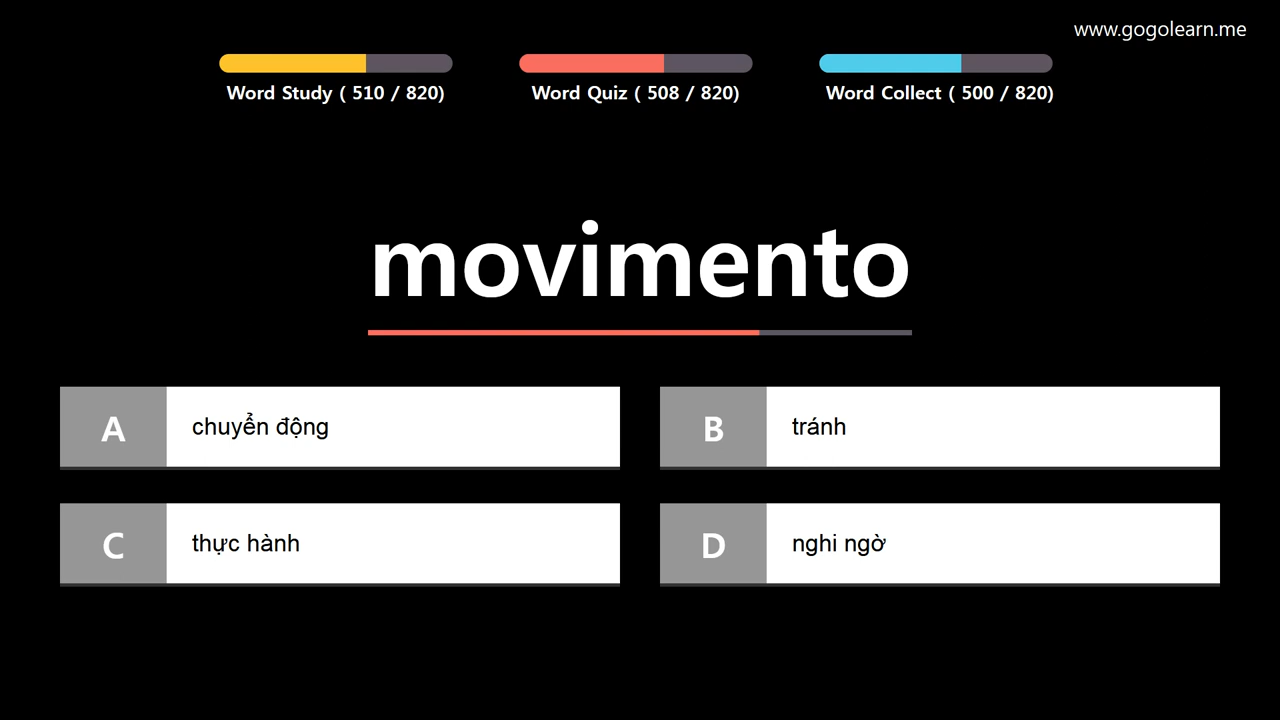 www.gogolearn.me
Word Study ( 510 / 820)
Word Quiz ( 508 / 820)
Word Collect ( 500 / 820)
movimento
A chuyển động
B tránh
C thực hành
D nghi ngờ